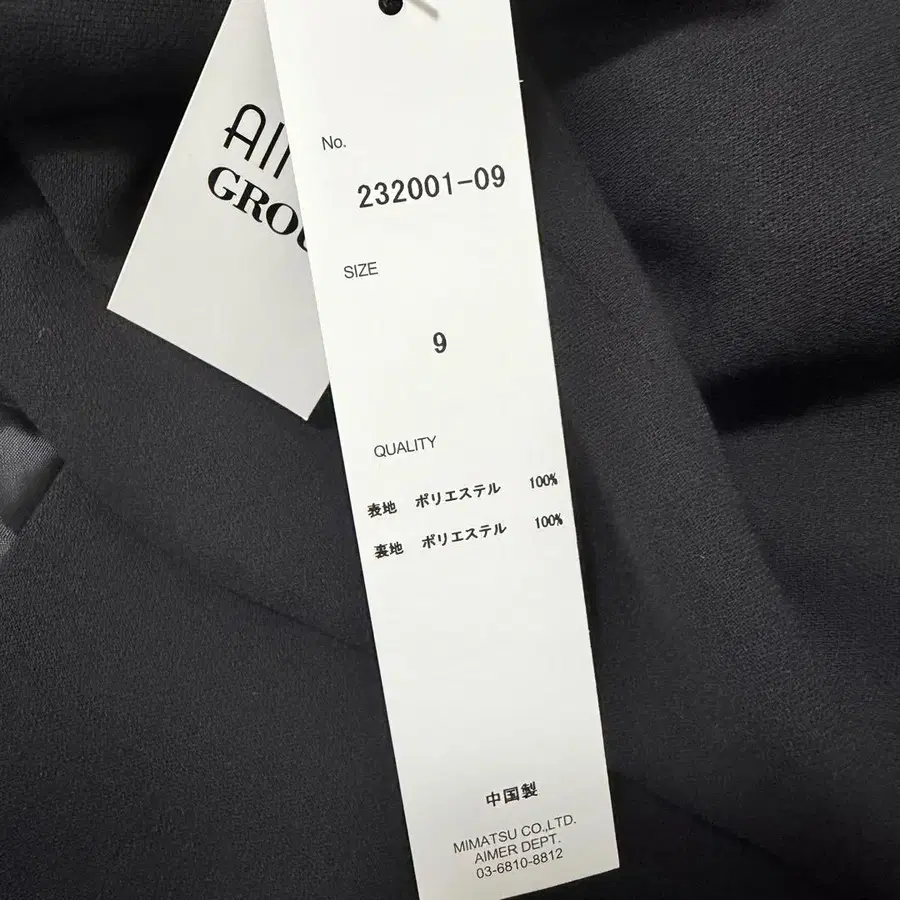 No.
232001-09
SIZE
9
QUALITY
表地 ポリエステル 100%
裏地 ポリエステル 100%
中国製
MIMATSU CO.,LTD.
AIMER DEPT.
03-6810-8812